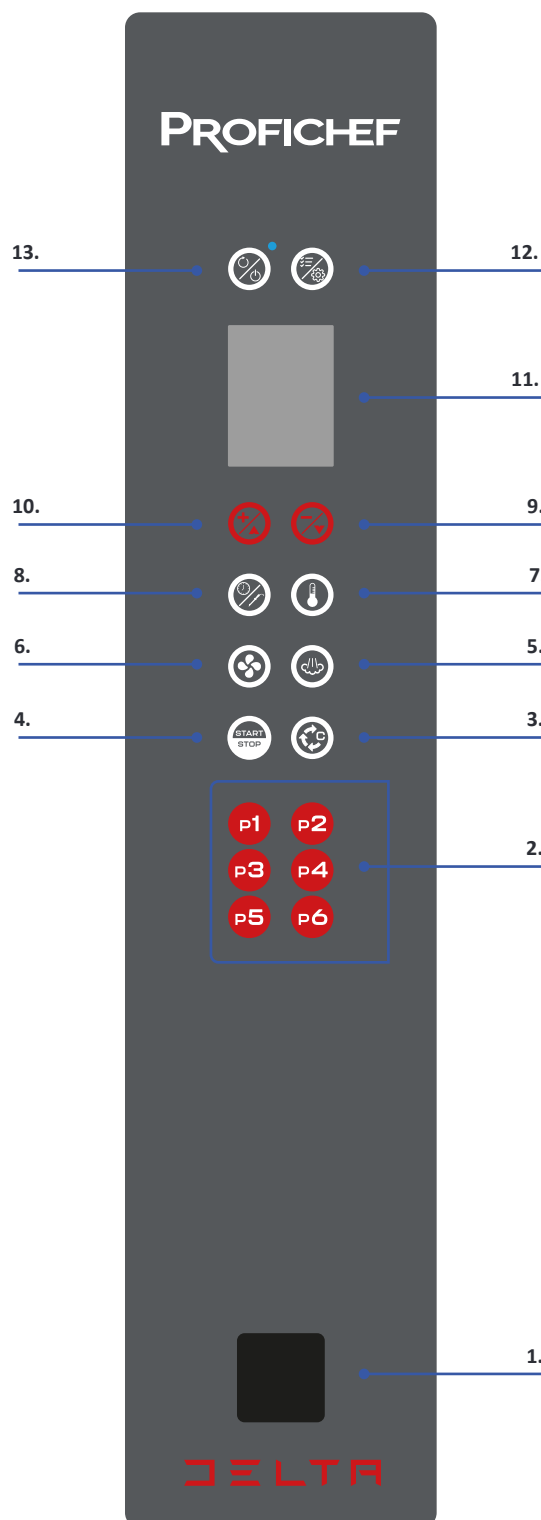 PROFICHEF
13.
12.
11.
10.
9.
8.
7
6.
5.
4.
START
STOP
C
3.
P1
P2
P3
P4
2.
P5
P6
1.
DELTA